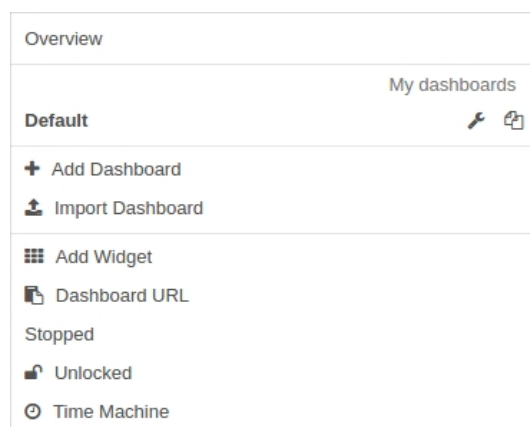 Overview
My dashboards
Default
Add Dashboard
Import Dashboard
Add Widget
Dashboard URL
Stopped
Unlocked
Time Machine